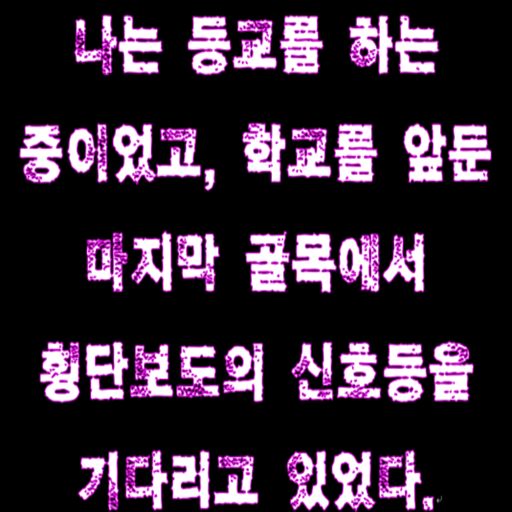 나는 등교를 하는
중이었고, 학교를 앞둔
마지막 골목에서
횡단보도의 신호등을
기다리고 있었다.